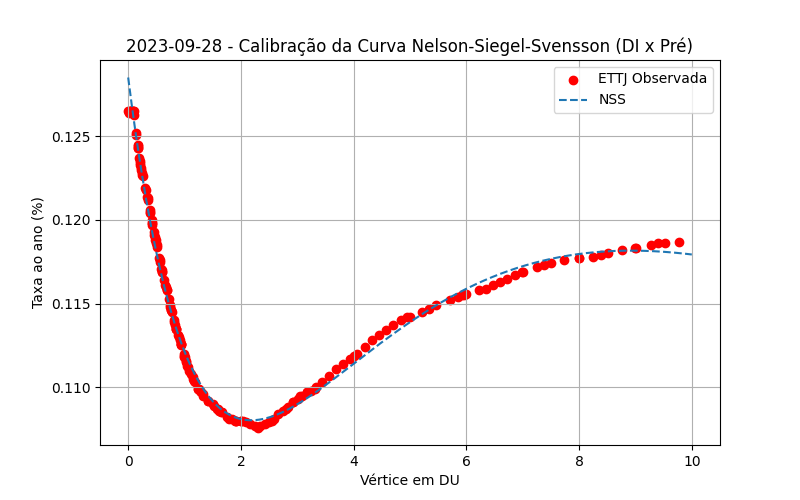 2023-09-28 - Calibração da Curva Nelson-Siegel-Svensson (DI x Pré)
ETTJ Observada
NSS
Taxa ao ano (%)
0.125
0.120
0.115
0.110
0 2 4 6 8 10
Vértice em DU